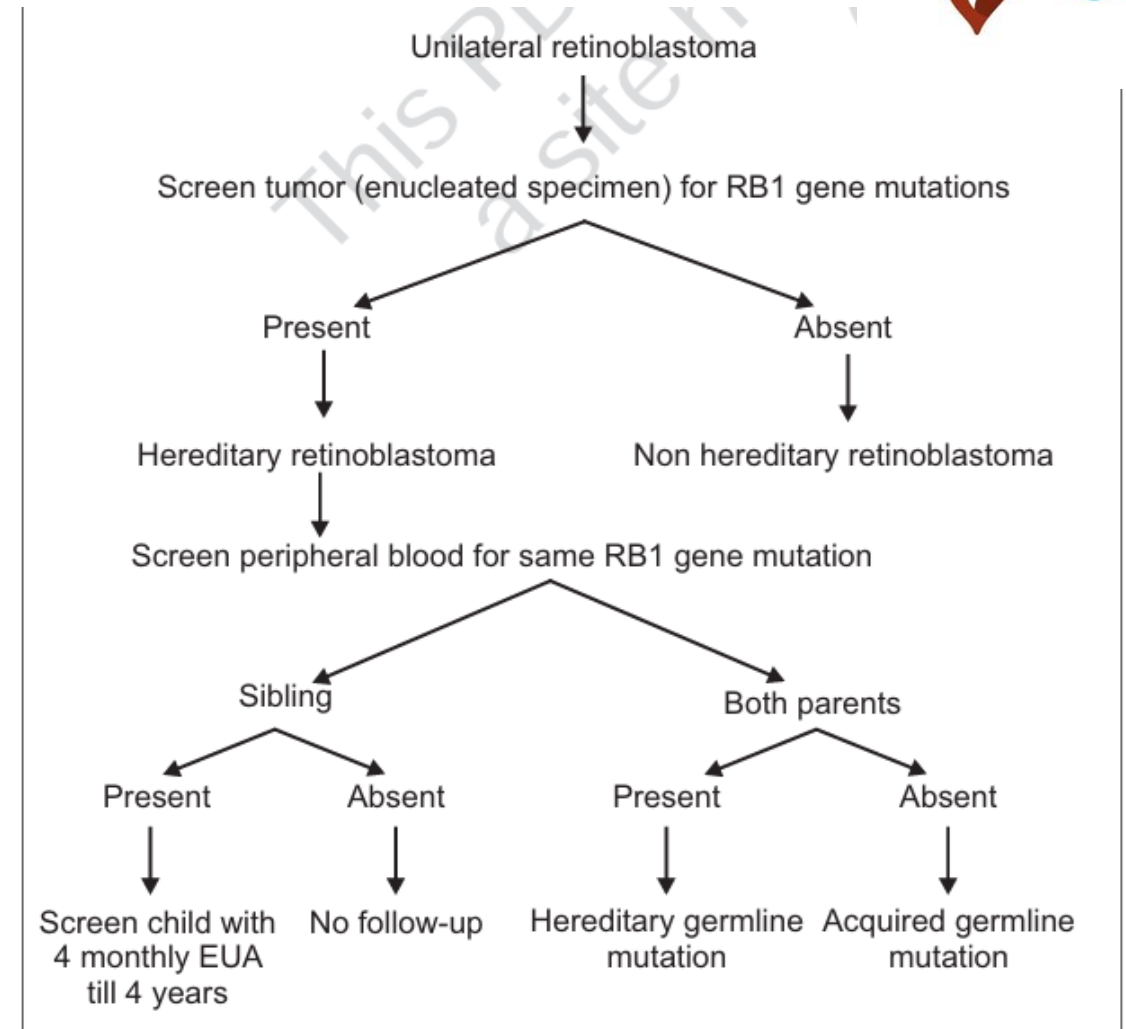 Unilateral retinoblastoma
Screen tumor (enucleated specimen) for RB1 gene mutations
Present
Absent
Hereditary retinoblastoma
Non hereditary retinoblastoma
Screen peripheral blood for same RB1 gene mutation
Sibling
Both parents
Present
Absent
Present
Absent
Screen child with
4 monthly EUA
till 4 years
No follow-up
Hereditary germline
mutation
Acquired germline
mutation
This
a site